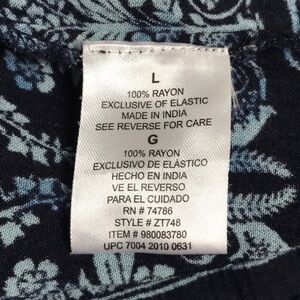 L
100% RAYON
EXCLUSIVE OF ELASTIC
MADE IN INDIA
SEE REVERSE FOR CARE
G
100% RAYON
EXCLUSIVO DE ELÁSTICO
HECHO EN INDIA
VE EL REVERSO
PARA EL CUIDADO
RN # 74786
STYLE # ZT748
ITEM # 980083780
UPC 7004 2010 0631